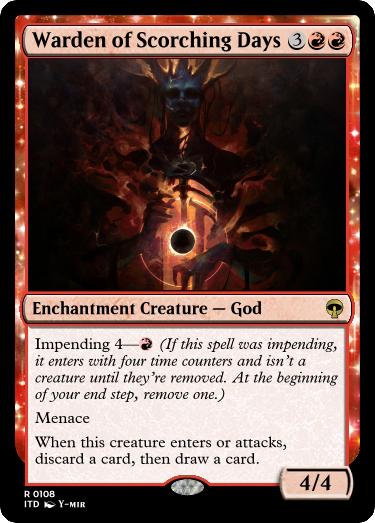 Warden of Scorching Days 3
Enchantment Creature — God
Impending 4— (If this spell was impending,
it enters with four time counters and isn't a
creature until they're removed. At the beginning
of your end step, remove one.)
Menace
When this creature enters or attacks,
discard a card, then draw a card.
4/4
R 0108
ITD Y-mir